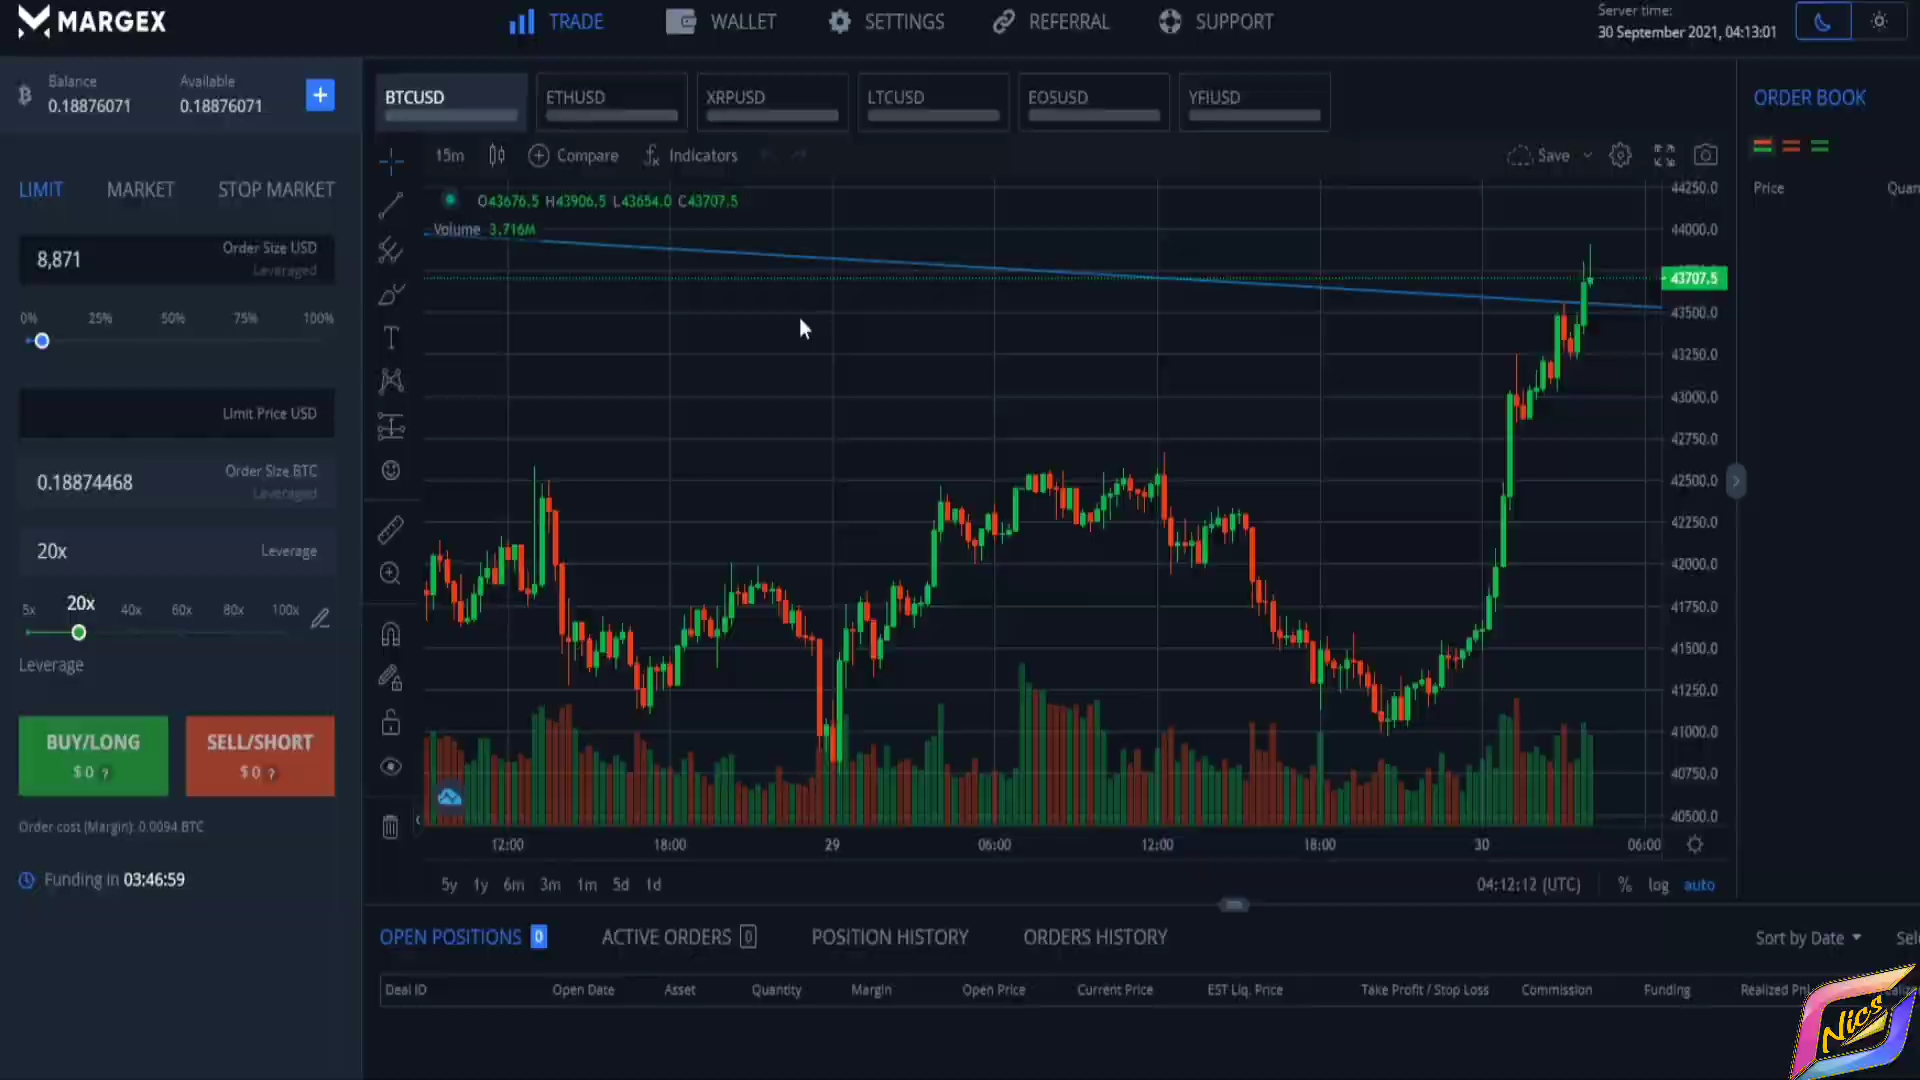 MARGEX
TRADE
WALLET
SETTINGS
REFERRAL
SUPPORT
Server time:
30 September 2021, 04:13:01
Balance
0.18876071
Available
0.18876071
+
BTCUSD
ETHUSD
XRPUSD
LTCUSD
EOSUSD
YFIUSD
ORDER BOOK
Price
Quan
LIMIT
MARKET
STOP MARKET
8,871
Order Size USD
Leveraged
0%
25%
50%
75%
100%
Limit Price USD
0.18874468
Order Size BTC
Leveraged
20x
Leverage
5x
20x
40x
60x
80x
100x
Leverage
BUY/LONG
$ 0 ?
SELL/SHORT
$ 0 ?
Order cost (Margin): 0.0094 BTC
Funding in 03:46:59
15m
Compare
Indicators
Save
O43676.5 H43906.5 L43654.0 C43707.5
Volume 3.716M
44250.0
44000.0
43707.5
43500.0
43250.0
43000.0
42750.0
42500.0
42250.0
42000.0
41750.0
41500.0
41250.0
41000.0
40750.0
40500.0
12:00
18:00
29
06:00
12:00
18:00
30
06:00
5y
1y
6m
3m
1m
5d
1d
04:12:12 (UTC)
%
log
auto
OPEN POSITIONS 0
ACTIVE ORDERS 0
POSITION HISTORY
ORDERS HISTORY
Sort by Date
Sel
Deal ID
Open Date
Asset
Quantity
Margin
Open Price
Current Price
EST Liq. Price
Take Profit / Stop Loss
Commission
Funding
Realized PnL
Nics